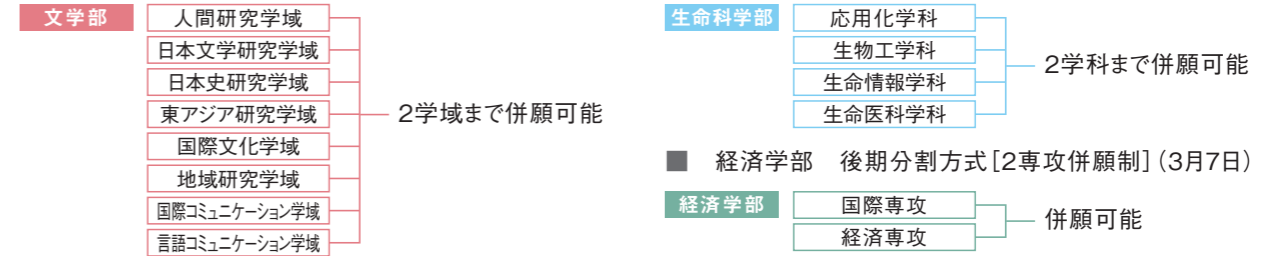 文学部
人間研究学域
日本文学研究学域
日本史研究学域
東アジア研究学域
国際文化学域
地域研究学域
国際コミュニケーション学域
言語コミュニケーション学域
2学域まで併願可能
生命科学部
応用化学科
生物工学科
生命情報学科
生命医科学科
2学科まで併願可能
■ 経済学部 後期分割方式[2専攻併願制](3月7日)
経済学部
国際専攻
経済専攻
併願可能